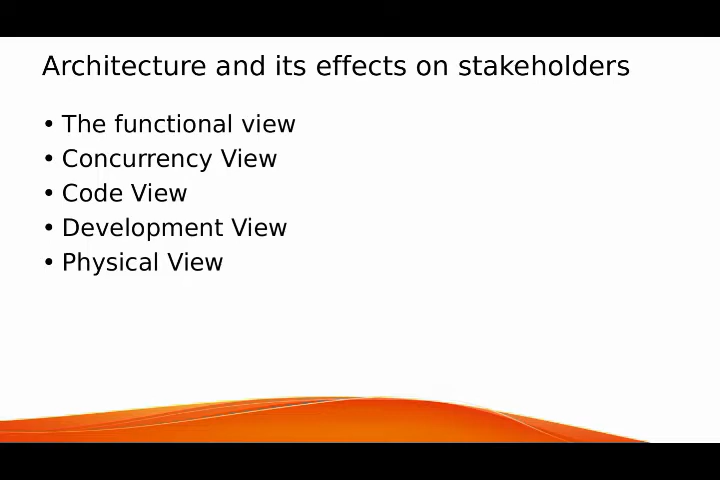 Architecture and its effects on stakeholders
• The functional view
• Concurrency View
• Code View
• Development View
• Physical View